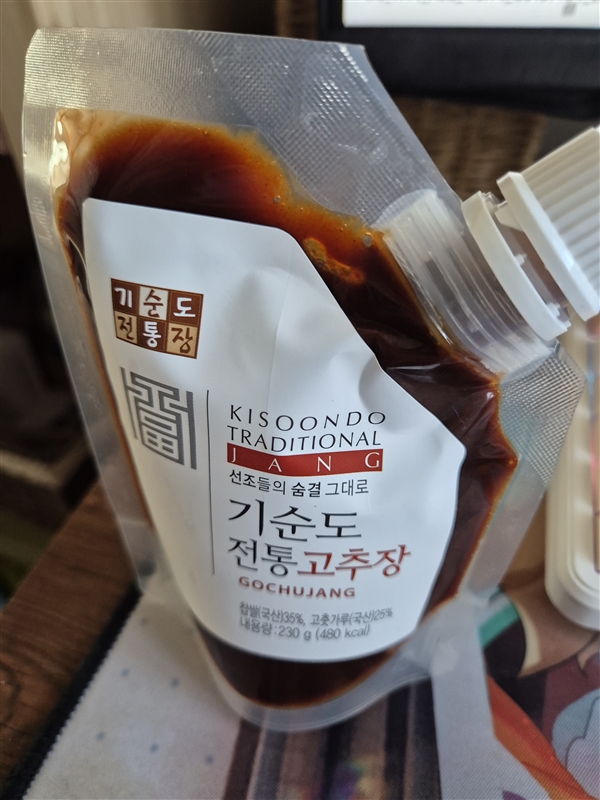 기순도
전통장
KISOONDO
TRADITIONAL
JANG
선조들의 숨결 그대로
기순도
전통고추장
GOCHUJANG
찹쌀(국산)35%, 고춧가루(국산)25%
내용량:230 g (480 kcal)